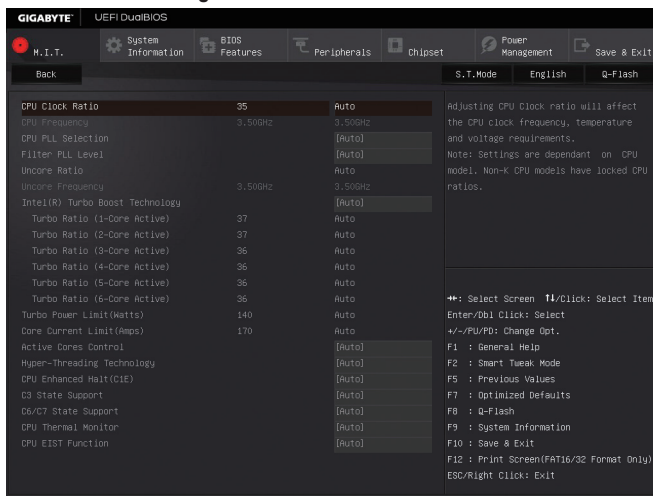 GIGABYTE™ UEFI DualBIOS
M.I.T. System Information BIOS Features Peripherals Chipset Power Management Save & Exit
Back S.T.Mode English Q-Flash
CPU Clock Ratio 35 Auto
CPU Frequency 3.50GHz 3.50GHz
CPU PLL Selection [Auto]
Filter PLL Level [Auto]
Uncore Ratio Auto
Uncore Frequency 3.50GHz 3.50GHz
Intel(R) Turbo Boost Technology [Auto]
Turbo Ratio (1-Core Active) 37 Auto
Turbo Ratio (2-Core Active) 37 Auto
Turbo Ratio (3-Core Active) 36 Auto
Turbo Ratio (4-Core Active) 36 Auto
Turbo Ratio (5-Core Active) 36 Auto
Turbo Ratio (6-Core Active) 36 Auto
Turbo Power Limit(Watts) 140 Auto
Core Current Limit(Amps) 170 Auto
Active Cores Control [Auto]
Hyper-Threading Technology [Auto]
CPU Enhanced Halt(C1E) [Auto]
C3 State Support [Auto]
C6/C7 State Support [Auto]
CPU Thermal Monitor [Auto]
CPU EIST Function [Auto]
Adjusting CPU Clock ratio will affect
the CPU clock frequency, temperature
and voltage requirements.
Note: Settings are dependant on CPU
model. Non-K CPU models have locked CPU
ratios.
→←: Select Screen ↑↓/Click: Select Item
Enter/Dbl Click: Select
+/-/PU/PD: Change Opt.
F1 : General Help
F2 : Smart Tweak Mode
F5 : Previous Values
F7 : Optimized Defaults
F8 : Q-Flash
F9 : System Information
F10 : Save & Exit
F12 : Print Screen(FAT16/32 Format Only)
ESC/Right Click: Exit